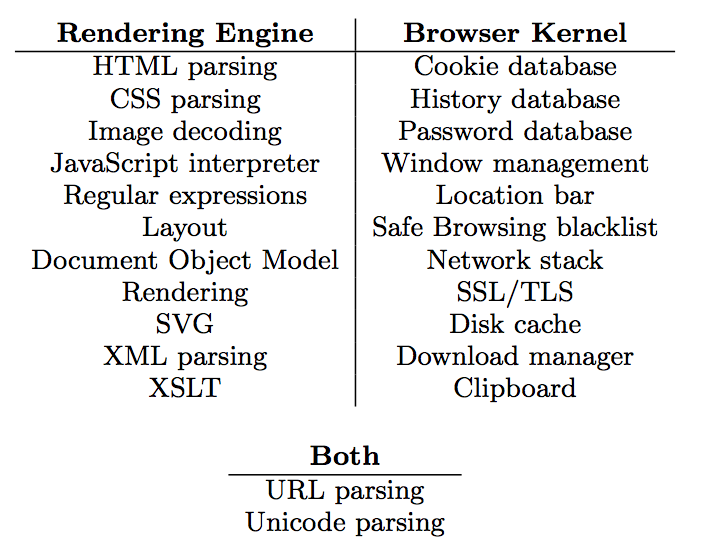 Rendering Engine Browser Kernel
HTML parsing Cookie database
CSS parsing History database
Image decoding Password database
JavaScript interpreter Window management
Regular expressions Location bar
Layout Safe Browsing blacklist
Document Object Model Network stack
Rendering SSL/TLS
SVG Disk cache
XML parsing Download manager
XSLT Clipboard
Both
URL parsing
Unicode parsing